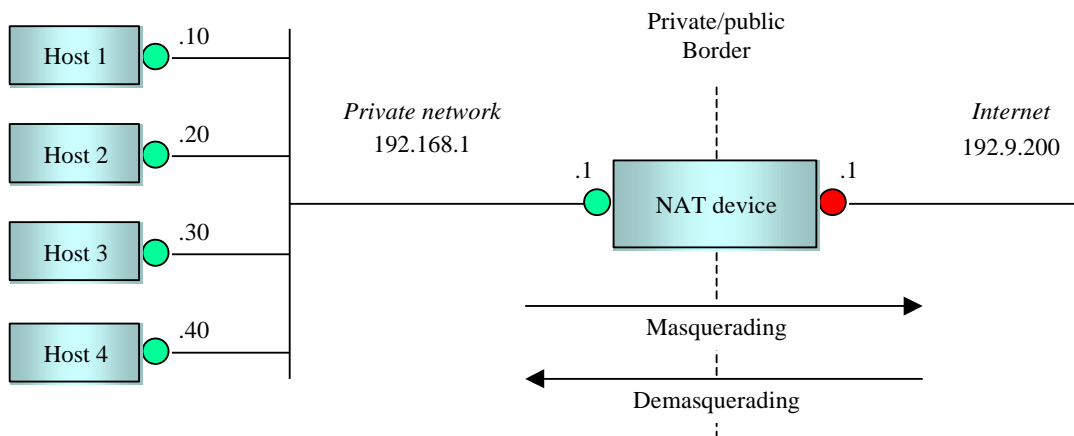 Host 1
.10
Host 2
.20
Host 3
.30
Host 4
.40
Private network
192.168.1
Private/public
Border
.1
NAT device
.1
Internet
192.9.200
Masquerading
Demasquerading